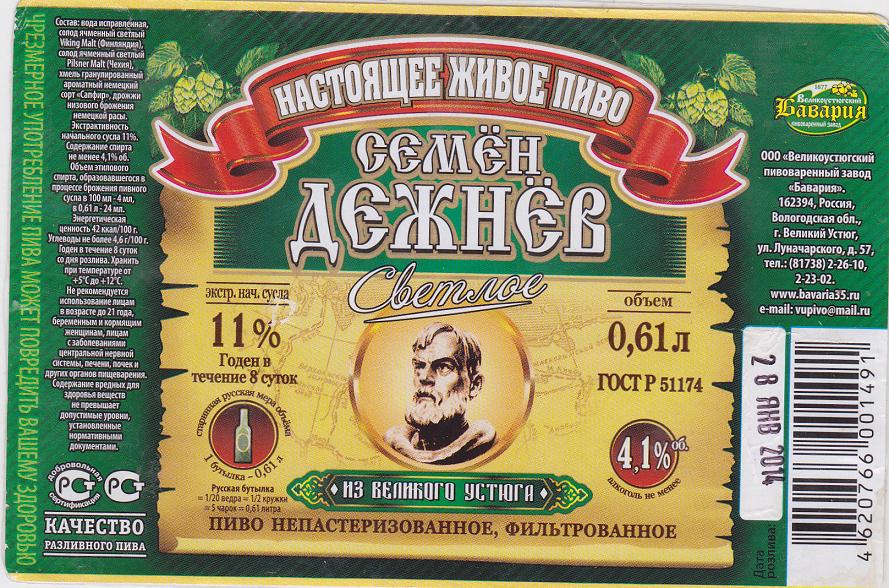 ЧРЕЗМЕРНОЕ УПОТРЕБЛЕНИЕ ПИВА МОЖЕТ ПОВРЕДИТЬ ВАШЕМУ ЗДОРОВЬЮ
Состав: вода исправленная,
солод ячменный светлый
Viking Malt (Финляндия),
солод ячменный светлый
Pilsner Malt (Чехия),
хмель гранулированный
ароматный немецкий
сорт «Сапфир», дрожжи
низового брожения
немецкой расы.
Экстрактивность
начального сусла 11%.
Содержание спирта
не менее 4,1% об.
Объем этилового
спирта, образовавшегося в
процессе брожения пивного
сусла в 100 мл - 4 мл,
в 0,61 л - 24 мл.
Энергетическая
ценность 42 ккал/100 г.
Углеводы не более 4,6 г/100 г.
Годен в течение 8 суток
со дня розлива. Хранить
при температуре от
+5°С до +12°С.
Не рекомендуется
использование лицам
в возрасте до 21 года,
беременным и кормящим
женщинам, лицам
с заболеваниями
центральной нервной
системы, печени, почек и
других органов пищеварения.
Содержание вредных для
здоровья веществ
не превышает
допустимые уровни,
установленные
нормативными
документами.
добровольная
сертификация
РСТ РСТ
КАЧЕСТВО
РАЗЛИВНОГО ПИВА
НАСТОЯЩЕЕ ЖИВОЕ ПИВО
СЕМЁН
ДЕЖНЁВ
Светлое
экстр. нач. сусла
11%
Годен в
течение 8 суток
старинная русская мера объёма
1 бутылка – 0,61 л
Русская бутылка
= 1/20 ведра = 1/2 кружки
= 5 чарок = 0,61 литра
объем
0,61 л
ГОСТ Р 51174
4,1% об.
алкоголь не менее
ИЗ ВЕЛИКОГО УСТЮГА
ПИВО НЕПАСТЕРИЗОВАННОЕ, ФИЛЬТРОВАННОЕ
1877
Великоустюгский
Бавария
пивоваренный завод
ООО «Великоустюгский
пивоваренный завод
«Бавария».
162394, Россия,
Вологодская обл.,
г. Великий Устюг,
ул. Луначарского, д. 57,
тел.: (81738) 2-26-10,
2-23-02.
www.bavaria35.ru
e-mail: vupivo@mail.ru
28 ЯНВ 2014
Дата
розлива:
4 620766 001491